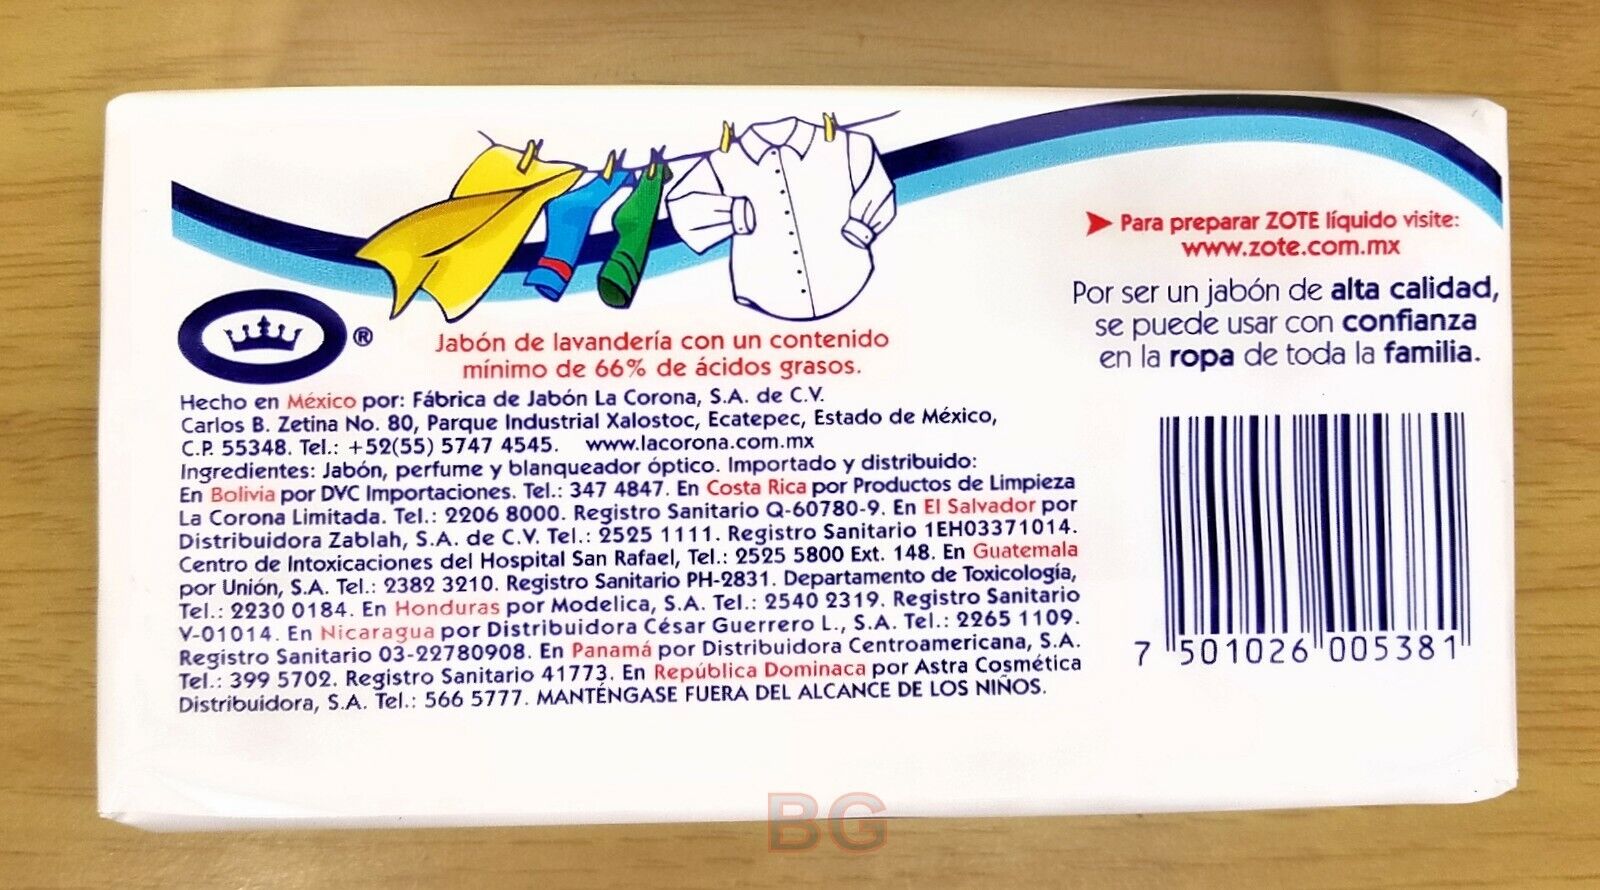 Para preparar ZOTE líquido visite:
www.zote.com.mx
Por ser un jabón de alta calidad,
se puede usar con confianza
en la ropa de toda la familia.
®
Jabón de lavandería con un contenido
mínimo de 66% de ácidos grasos.
Hecho en México por: Fábrica de Jabón La Corona, S.A. de C.V.
Carlos B. Zetina No. 80, Parque Industrial Xalostoc, Ecatepec, Estado de México,
C.P. 55348. Tel.: +52(55) 5747 4545. www.lacorona.com.mx
Ingredientes: Jabón, perfume y blanqueador óptico. Importado y distribuido:
En Bolivia por DVC Importaciones. Tel.: 347 4847. En Costa Rica por Productos de Limpieza
La Corona Limitada. Tel.: 2206 8000. Registro Sanitario Q-60780-9. En El Salvador por
Distribuidora Zablah, S.A. de C.V. Tel.: 2525 1111. Registro Sanitario 1EH03371014.
Centro de Intoxicaciones del Hospital San Rafael, Tel.: 2525 5800 Ext. 148. En Guatemala
por Unión, S.A. Tel.: 2382 3210. Registro Sanitario PH-2831. Departamento de Toxicología,
Tel.: 2230 0184. En Honduras por Modelica, S.A. Tel.: 2540 2319. Registro Sanitario
V-01014. En Nicaragua por Distribuidora César Guerrero L., S.A. Tel.: 2265 1109.
Registro Sanitario 03-22780908. En Panamá por Distribuidora Centroamericana, S.A.
Tel.: 399 5702. Registro Sanitario 41773. En República Dominaca por Astra Cosmética
Distribuidora, S.A. Tel.: 566 5777. MANTÉNGASE FUERA DEL ALCANCE DE LOS NIÑOS.
7 501026 005381
BG